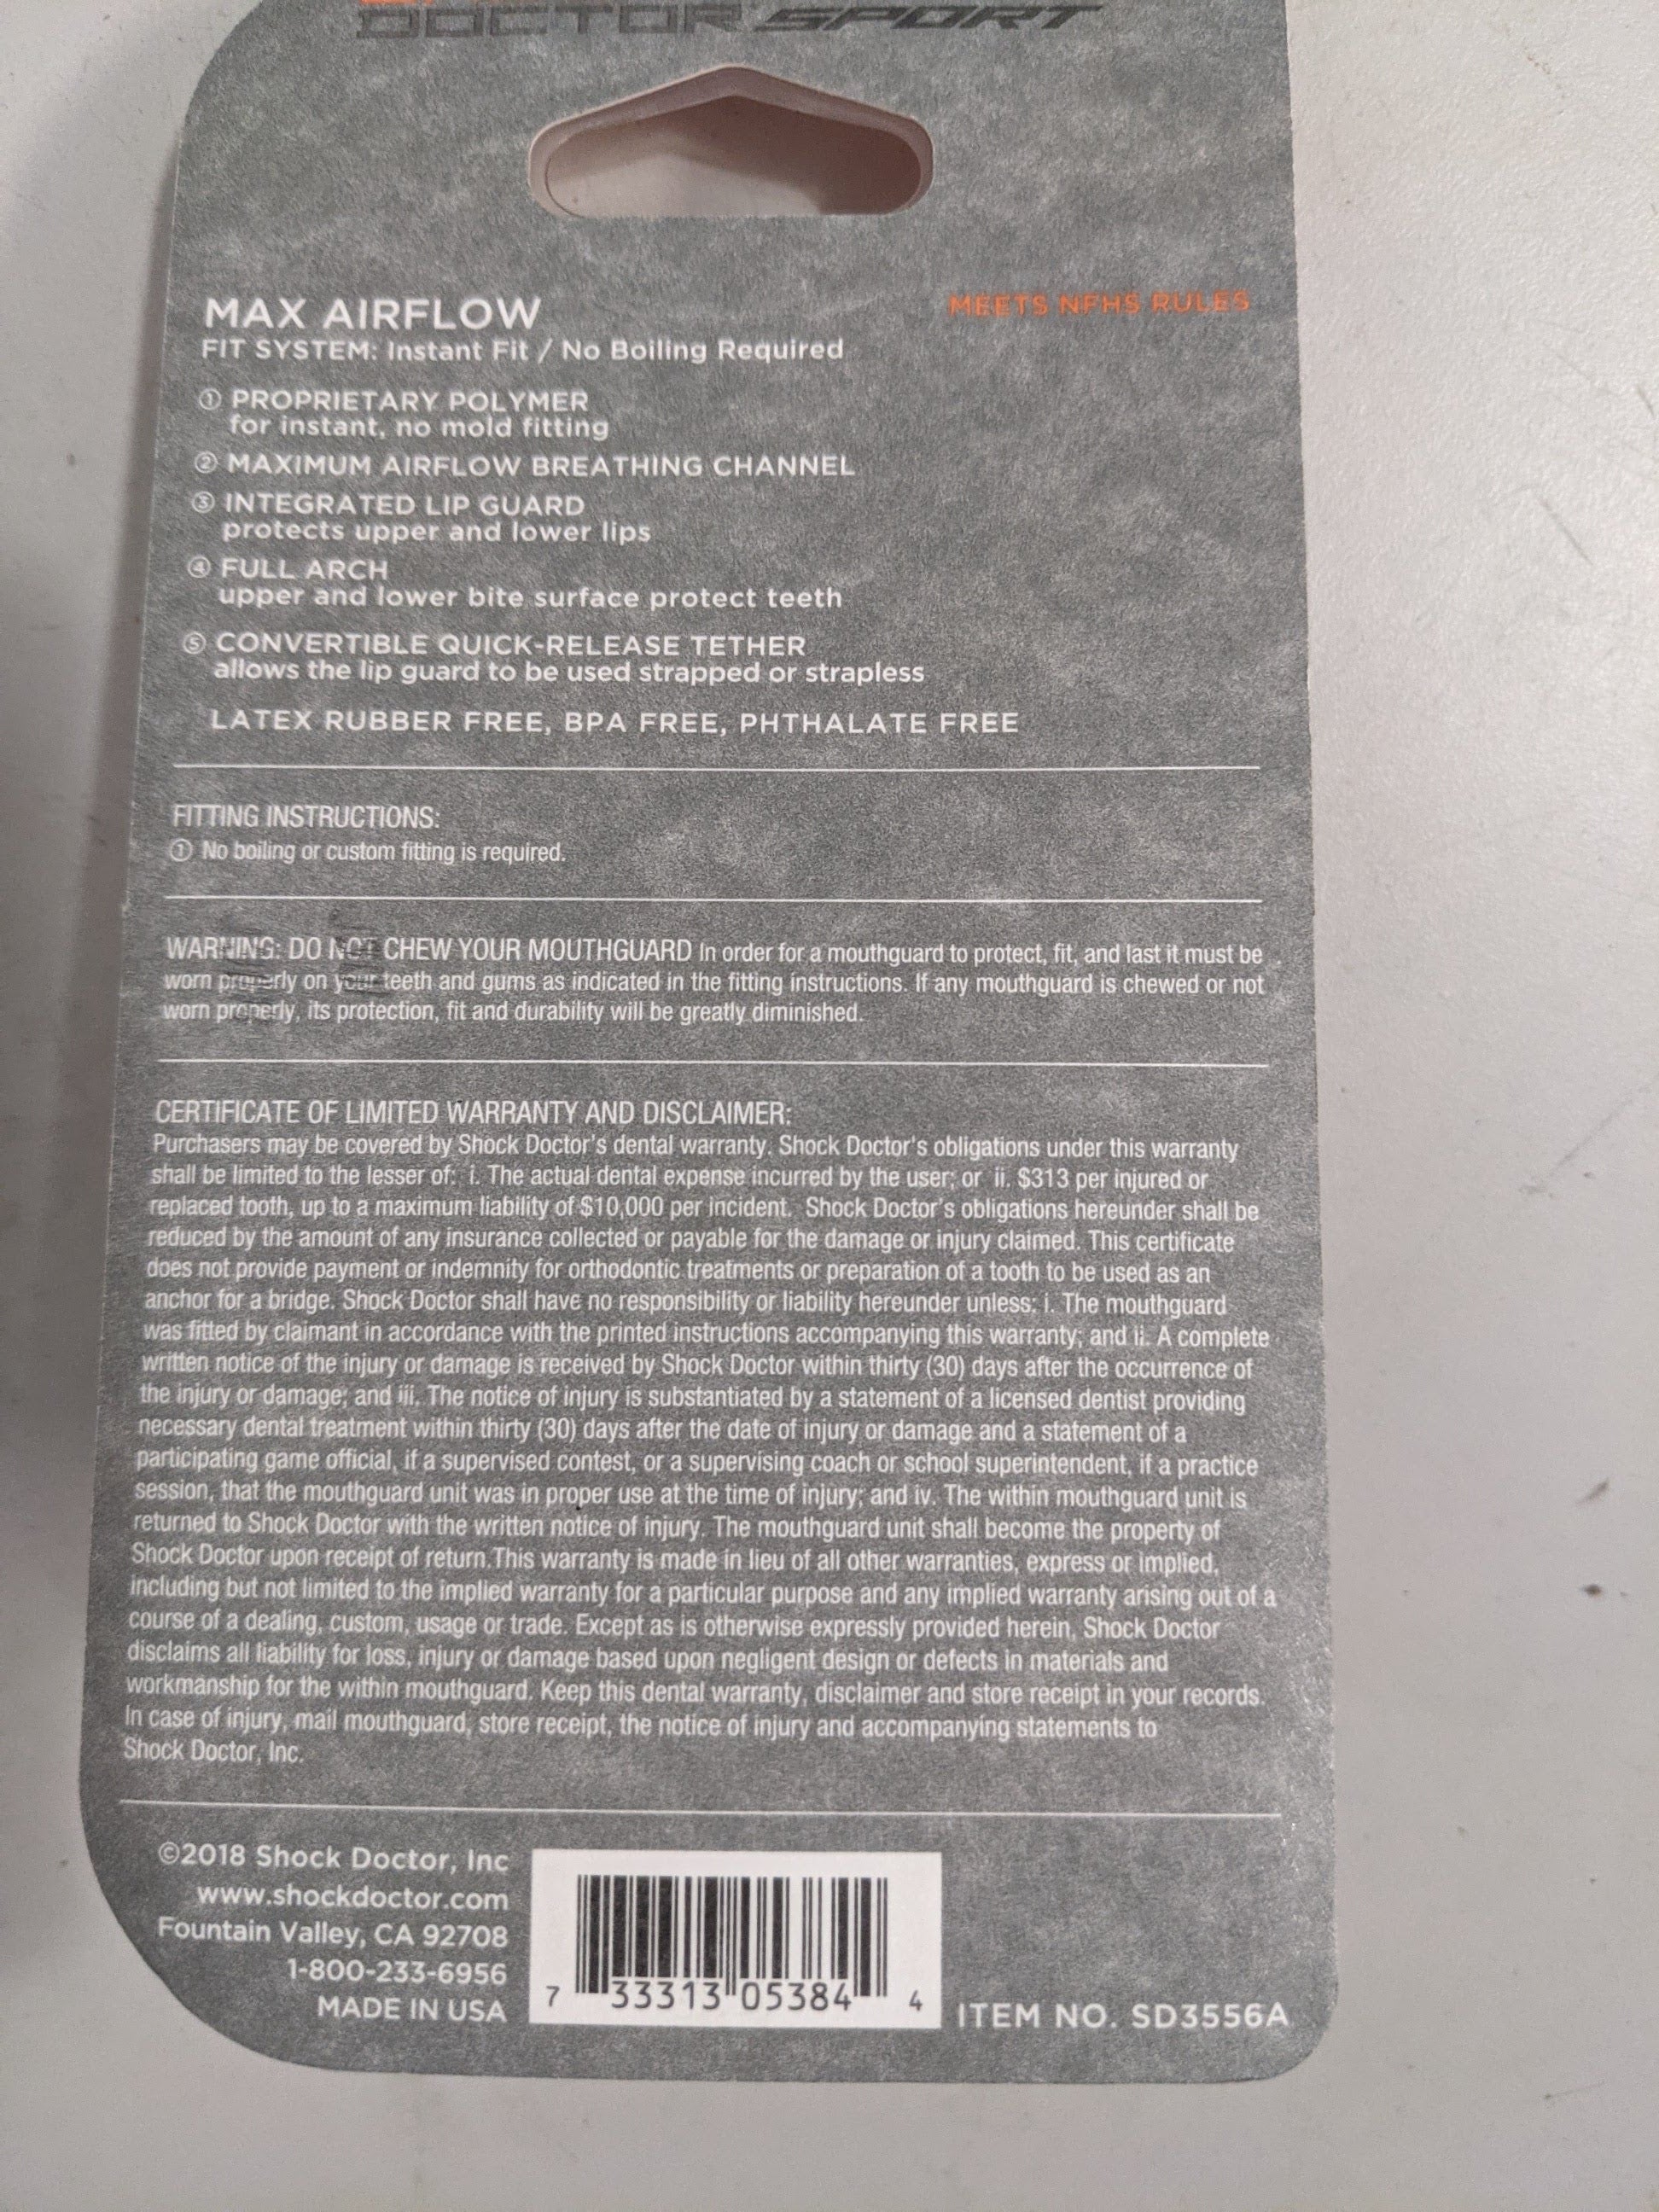 DOCTOR SPORT
MAX AIRFLOW
MEETS NFHS RULES
FIT SYSTEM: Instant Fit / No Boiling Required
① PROPRIETARY POLYMER
for instant, no mold fitting
② MAXIMUM AIRFLOW BREATHING CHANNEL
③ INTEGRATED LIP GUARD
protects upper and lower lips
④ FULL ARCH
upper and lower bite surface protect teeth
⑤ CONVERTIBLE QUICK-RELEASE TETHER
allows the lip guard to be used strapped or strapless
LATEX RUBBER FREE, BPA FREE, PHTHALATE FREE
FITTING INSTRUCTIONS:
① No boiling or custom fitting is required.
WARNING: DO NOT CHEW YOUR MOUTHGUARD In order for a mouthguard to protect, fit, and last it must be
worn properly on your teeth and gums as indicated in the fitting instructions. If any mouthguard is chewed or not
worn properly, its protection, fit and durability will be greatly diminished.
CERTIFICATE OF LIMITED WARRANTY AND DISCLAIMER:
Purchasers may be covered by Shock Doctor's dental warranty. Shock Doctor's obligations under this warranty
shall be limited to the lesser of: i. The actual dental expense incurred by the user; or ii. $313 per injured or
replaced tooth, up to a maximum liability of $10,000 per incident. Shock Doctor's obligations hereunder shall be
reduced by the amount of any insurance collected or payable for the damage or injury claimed. This certificate
does not provide payment or indemnity for orthodontic treatments or preparation of a tooth to be used as an
anchor for a bridge. Shock Doctor shall have no responsibility or liability hereunder unless: i. The mouthguard
was fitted by claimant in accordance with the printed instructions accompanying this warranty; and ii. A complete
written notice of the injury or damage is received by Shock Doctor within thirty (30) days after the occurrence of
the injury or damage; and iii. The notice of injury is substantiated by a statement of a licensed dentist providing
necessary dental treatment within thirty (30) days after the date of injury or damage and a statement of a
participating game official, if a supervised contest, or a supervising coach or school superintendent, if a practice
session, that the mouthguard unit was in proper use at the time of injury; and iv. The within mouthguard unit is
returned to Shock Doctor with the written notice of injury. The mouthguard unit shall become the property of
Shock Doctor upon receipt of return.This warranty is made in lieu of all other warranties, express or implied,
including but not limited to the implied warranty for a particular purpose and any implied warranty arising out of a
course of a dealing, custom, usage or trade. Except as is otherwise expressly provided herein, Shock Doctor
disclaims all liability for loss, injury or damage based upon negligent design or defects in materials and
workmanship for the within mouthguard. Keep this dental warranty, disclaimer and store receipt in your records.
In case of injury, mail mouthguard, store receipt, the notice of injury and accompanying statements to
Shock Doctor, Inc.
©2018 Shock Doctor, Inc
www.shockdoctor.com
Fountain Valley, CA 92708
1-800-233-6956
MADE IN USA
7 33313 05384 4
ITEM NO. SD3556A